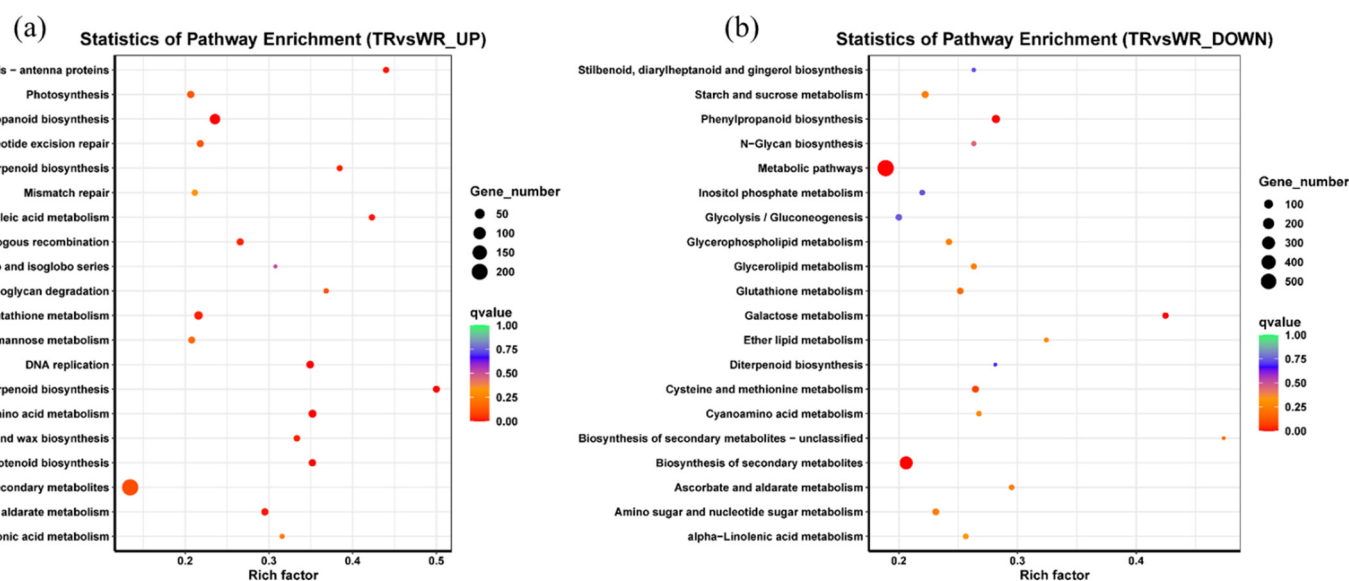 (a)
Statistics of Pathway Enrichment (TRvsWR_UP)
s − antenna proteins
Photosynthesis
panoid biosynthesis
otide excision repair
rpenoid biosynthesis
Mismatch repair
leic acid metabolism
ogous recombination
and isoglobo series
oglycan degradation
tathione metabolism
mannose metabolism
DNA replication
rpenoid biosynthesis
ino acid metabolism
and wax biosynthesis
otenoid biosynthesis
condary metabolites
aldarate metabolism
onic acid metabolism
0.2
0.3
0.4
0.5
Rich factor
Gene_number
50
100
150
200
qvalue
1.00
0.75
0.50
0.25
0.00
(b)
Statistics of Pathway Enrichment (TRvsWR_DOWN)
Stilbenoid, diarylheptanoid and gingerol biosynthesis
Starch and sucrose metabolism
Phenylpropanoid biosynthesis
N−Glycan biosynthesis
Metabolic pathways
Inositol phosphate metabolism
Glycolysis / Gluconeogenesis
Glycerophospholipid metabolism
Glycerolipid metabolism
Glutathione metabolism
Galactose metabolism
Ether lipid metabolism
Diterpenoid biosynthesis
Cysteine and methionine metabolism
Cyanoamino acid metabolism
Biosynthesis of secondary metabolites − unclassified
Biosynthesis of secondary metabolites
Ascorbate and aldarate metabolism
Amino sugar and nucleotide sugar metabolism
alpha−Linolenic acid metabolism
0.2
0.3
0.4
Rich factor
Gene_number
100
200
300
400
500
qvalue
1.00
0.75
0.50
0.25
0.00